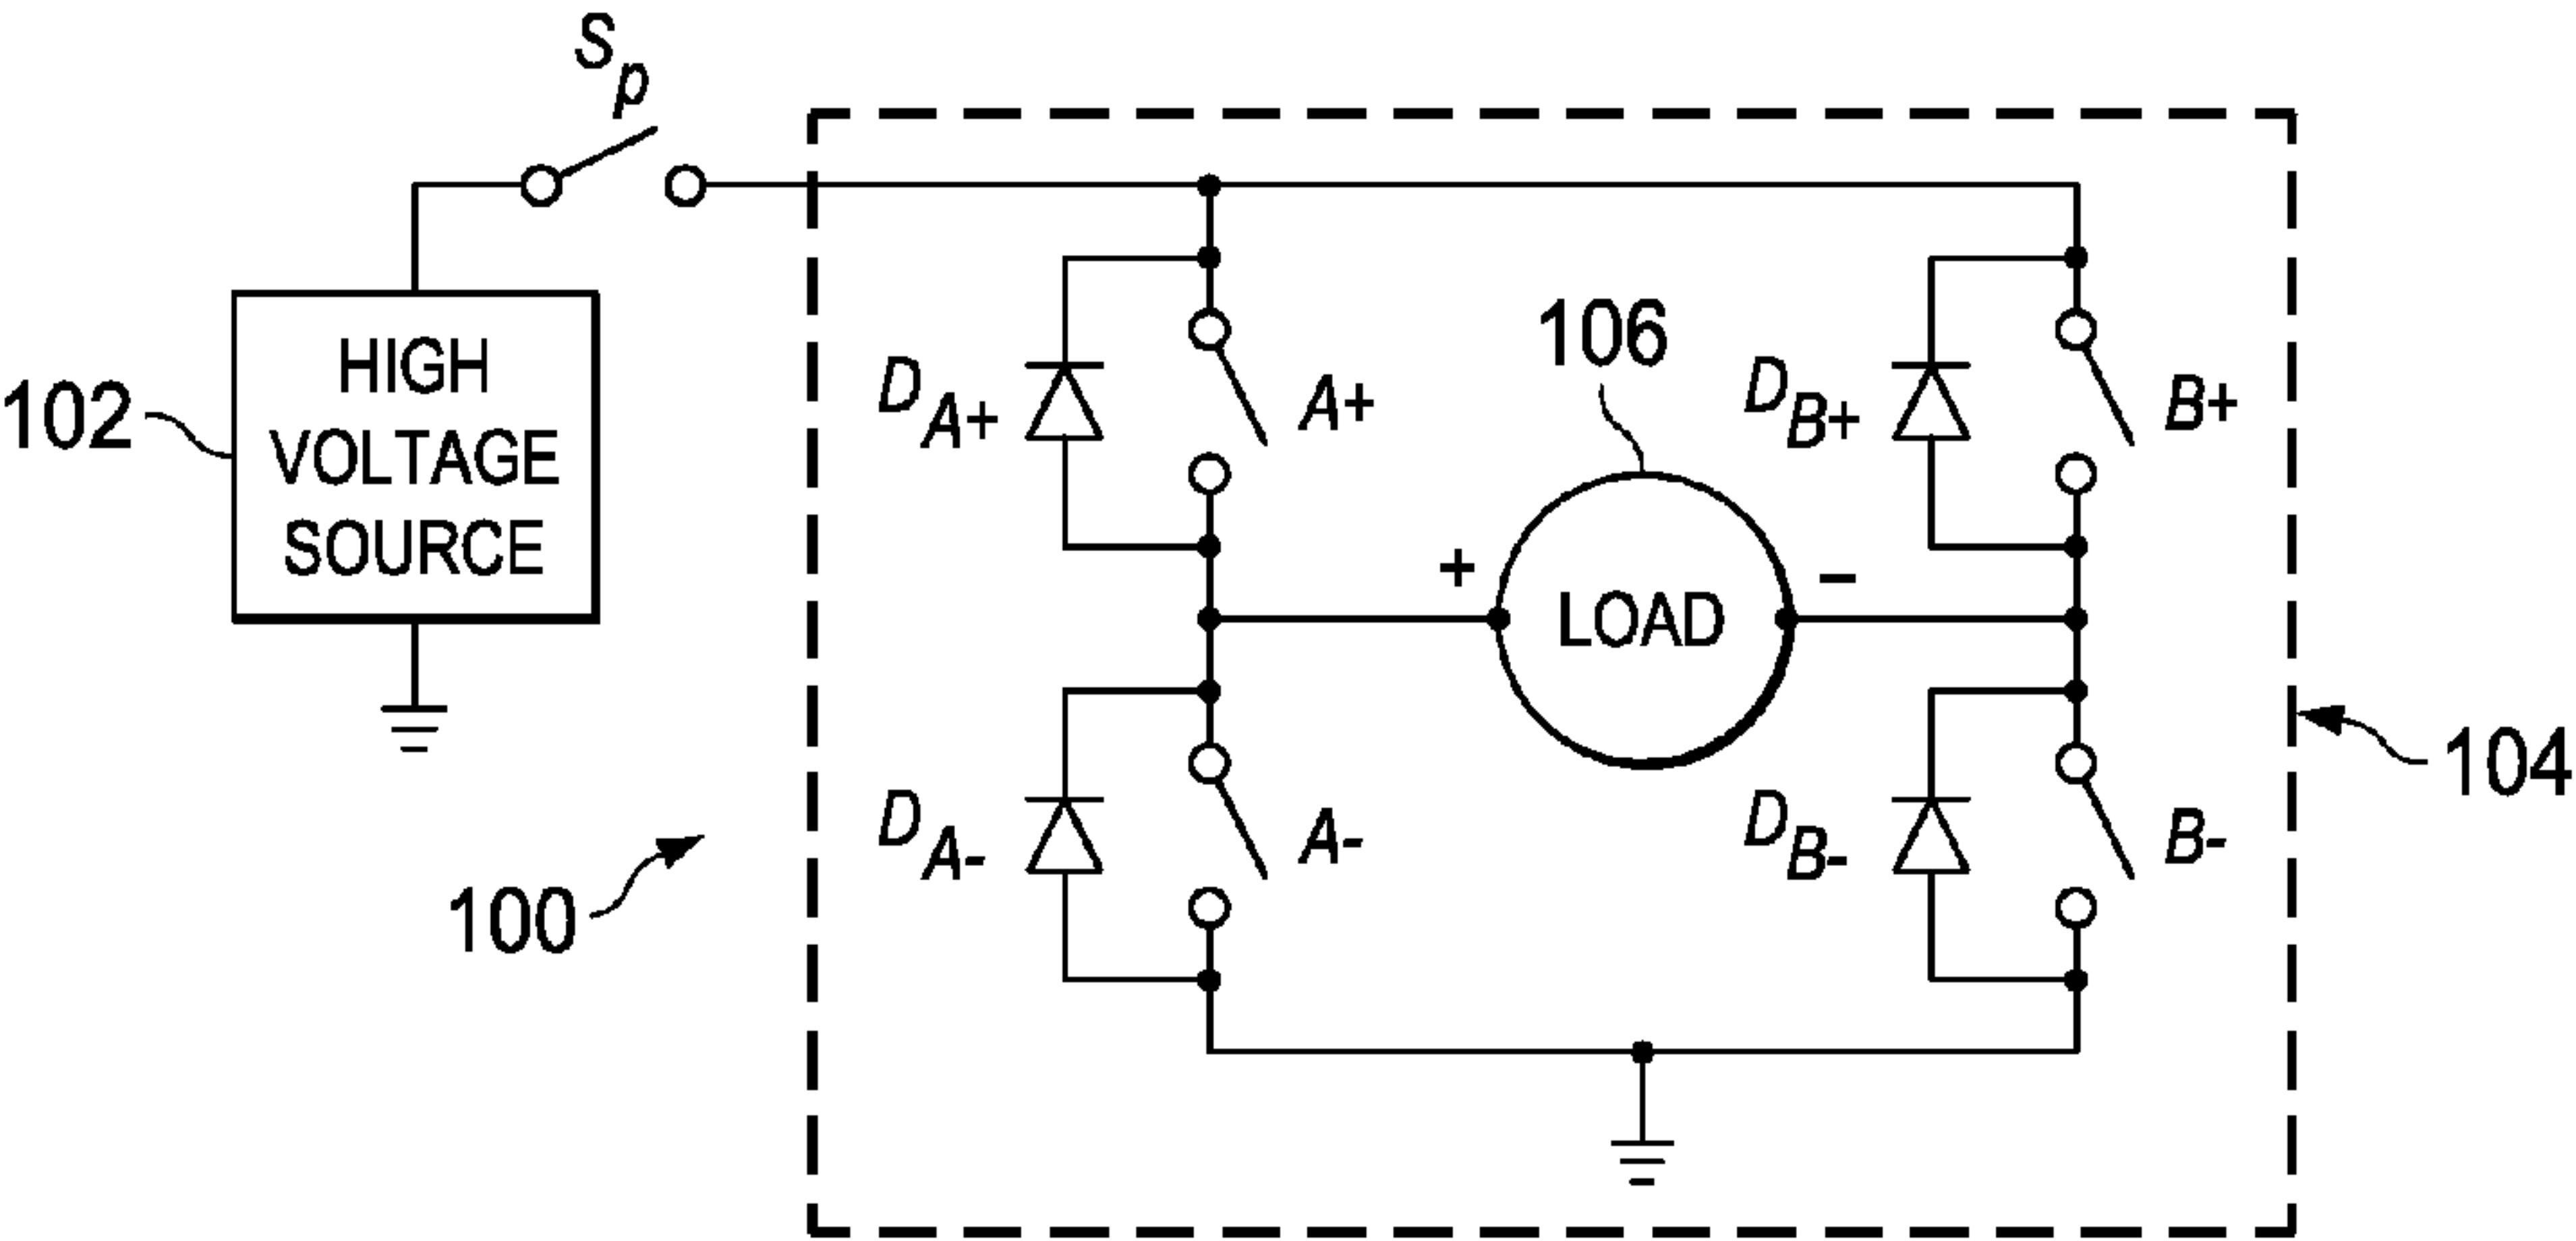 Sp
HIGH
VOLTAGE
SOURCE
102
DA+
A+
106
DB+
B+
+
LOAD
-
DA-
A-
DB-
B-
104
100